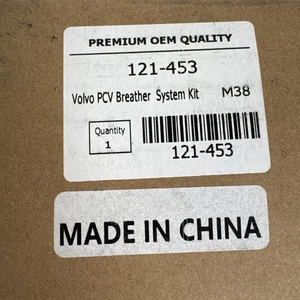 PREMIUM OEM QUALITY
121-453
Volvo PCV Breather System Kit M38
Quantity
1
121-453
MADE IN CHINA